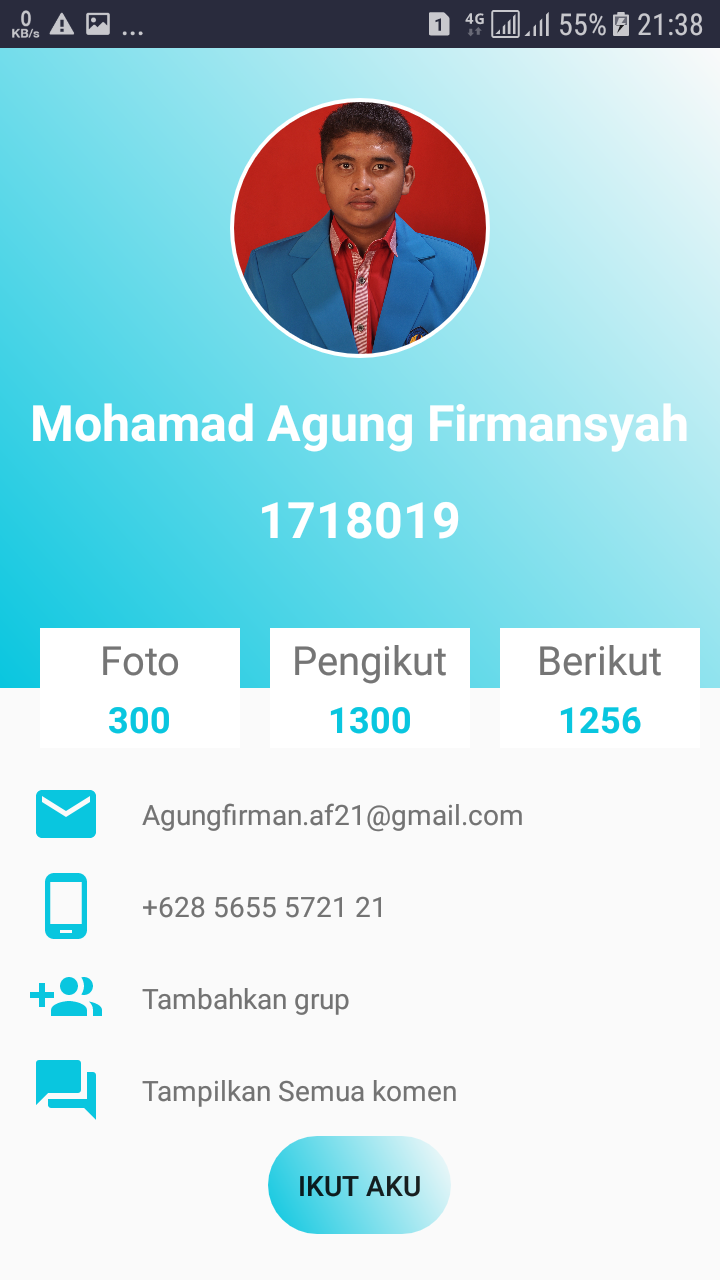 0
KB/s
...
1
4G
55%
21:38
Mohamad Agung Firmansyah
1718019
Foto
300
Pengikut
1300
Berikut
1256
Agungfirman.af21@gmail.com
+628 5655 5721 21
Tambahkan grup
Tampilkan Semua komen
IKUT AKU